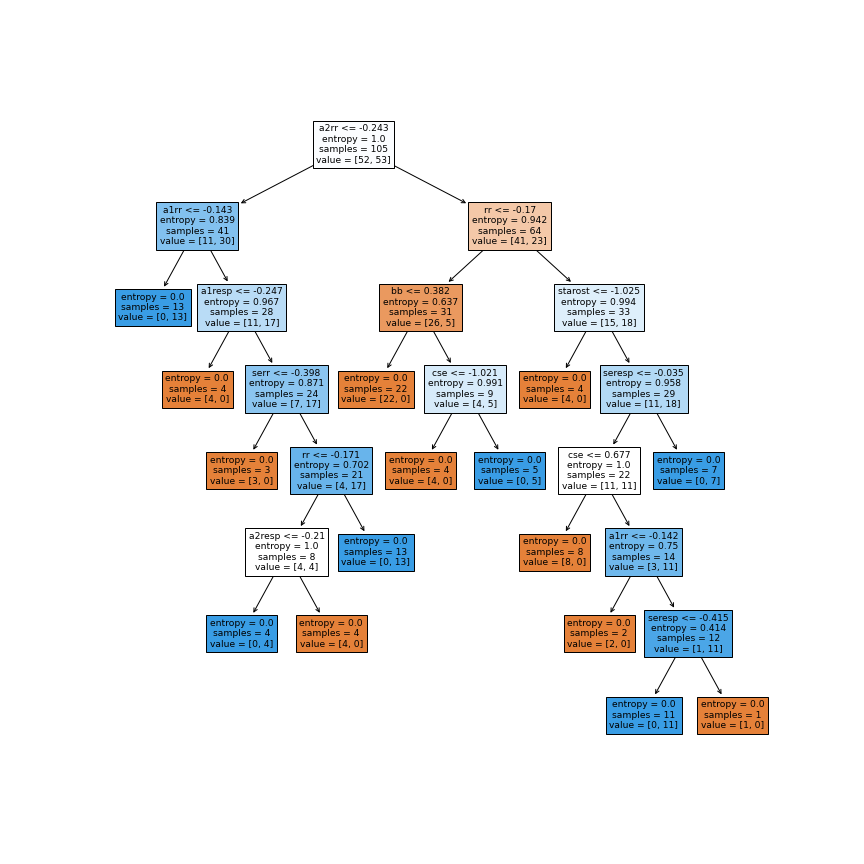 a2rr <= -0.243
entropy = 1.0
samples = 105
value = [52, 53]
a1rr <= -0.143
entropy = 0.839
samples = 41
value = [11, 30]
rr <= -0.17
entropy = 0.942
samples = 64
value = [41, 23]
entropy = 0.0
samples = 13
value = [0, 13]
a1resp <= -0.247
entropy = 0.967
samples = 28
value = [11, 17]
bb <= 0.382
entropy = 0.637
samples = 31
value = [26, 5]
starost <= -1.025
entropy = 0.994
samples = 33
value = [15, 18]
entropy = 0.0
samples = 4
value = [4, 0]
serr <= -0.398
entropy = 0.871
samples = 24
value = [7, 17]
entropy = 0.0
samples = 22
value = [22, 0]
cse <= -1.021
entropy = 0.991
samples = 9
value = [4, 5]
entropy = 0.0
samples = 4
value = [4, 0]
seresp <= -0.035
entropy = 0.958
samples = 29
value = [11, 18]
entropy = 0.0
samples = 3
value = [3, 0]
rr <= -0.171
entropy = 0.702
samples = 21
value = [4, 17]
entropy = 0.0
samples = 4
value = [4, 0]
entropy = 0.0
samples = 5
value = [0, 5]
cse <= 0.677
entropy = 1.0
samples = 22
value = [11, 11]
entropy = 0.0
samples = 7
value = [0, 7]
a2resp <= -0.21
entropy = 1.0
samples = 8
value = [4, 4]
entropy = 0.0
samples = 13
value = [0, 13]
entropy = 0.0
samples = 8
value = [8, 0]
a1rr <= -0.142
entropy = 0.75
samples = 14
value = [3, 11]
entropy = 0.0
samples = 4
value = [0, 4]
entropy = 0.0
samples = 4
value = [4, 0]
entropy = 0.0
samples = 2
value = [2, 0]
seresp <= -0.415
entropy = 0.414
samples = 12
value = [1, 11]
entropy = 0.0
samples = 11
value = [0, 11]
entropy = 0.0
samples = 1
value = [1, 0]